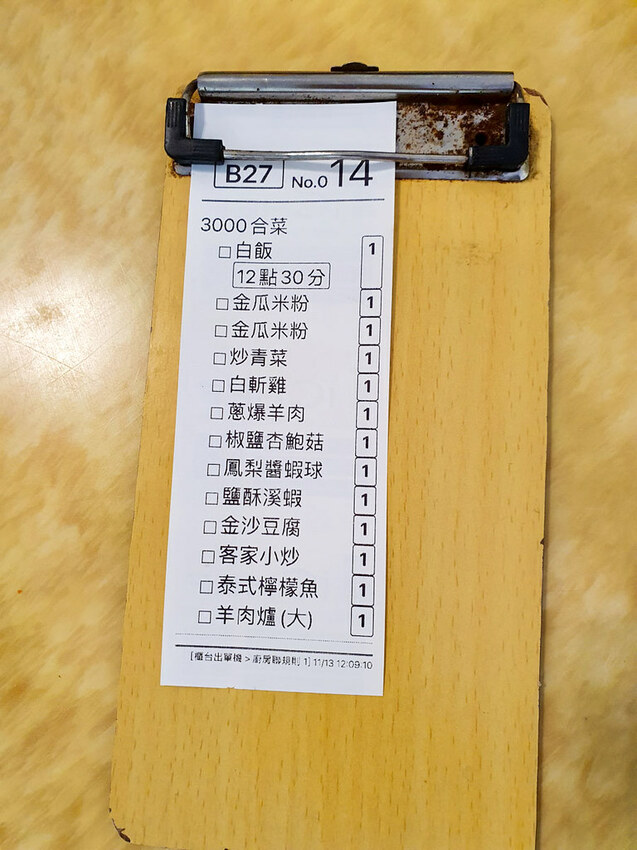 B27 No.014
3000合菜
□白飯 1
12點30分
□金瓜米粉 1
□金瓜米粉 1
□炒青菜 1
□白斬雞 1
□蔥爆羊肉 1
□椒鹽杏鮑菇 1
□鳳梨醬蝦球 1
□鹽酥溪蝦 1
□金沙豆腐 1
□客家小炒 1
□泰式檸檬魚 1
□羊肉爐(大) 1
[櫃台出單機 > 廚房聯規則 1] 11/13 12:09:10